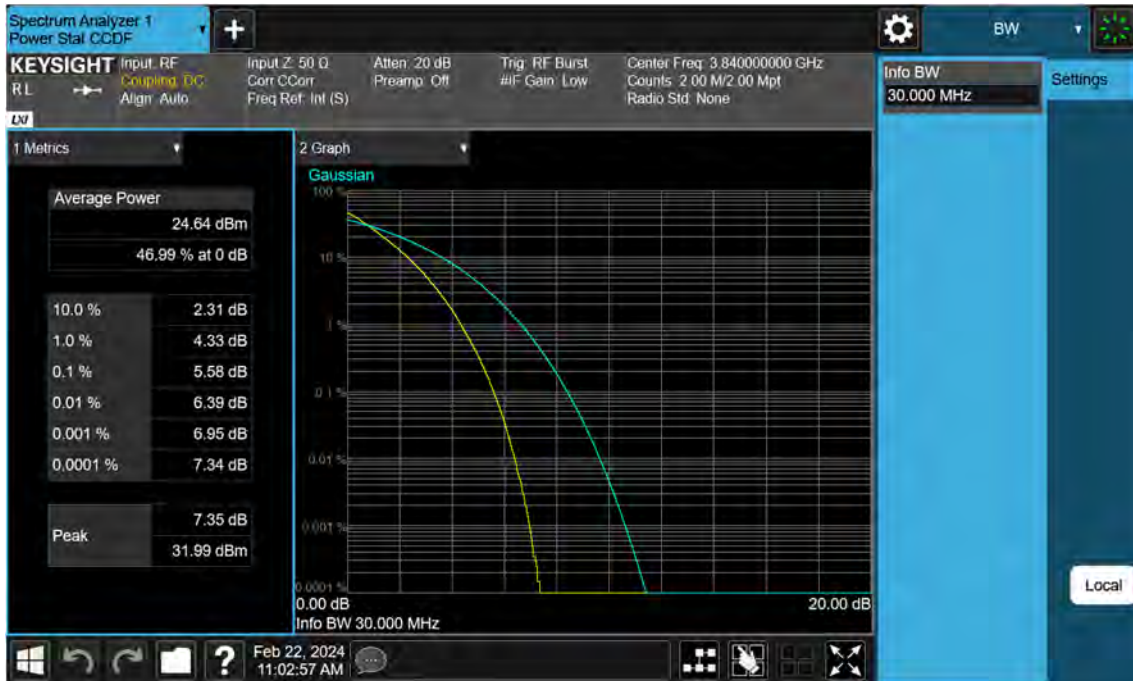 Spectrum Analyzer 1
Power Stat CCDF
BW
KEYSIGHT
RL
LXI
Input: RF
Coupling: DC
Align: Auto
Input Z: 50 Ω
Corr CCorr
Freq Ref: Int (S)
Atten: 20 dB
Preamp: Off
Trig: RF Burst
#IF Gain: Low
Center Freq: 3.840000000 GHz
Counts: 2.00 M/2.00 Mpt
Radio Std: None
Info BW
30.000 MHz
Settings
1 Metrics
Average Power
24.64 dBm
46.99 % at 0 dB
10.0 % 2.31 dB
1.0 % 4.33 dB
0.1 % 5.58 dB
0.01 % 6.39 dB
0.001 % 6.95 dB
0.0001 % 7.34 dB
Peak
7.35 dB
31.99 dBm
2 Graph
Gaussian
100 %
10 %
1 %
0.1 %
0.01 %
0.001 %
0.0001 %
0.00 dB 20.00 dB
Info BW 30.000 MHz
Local
?
Feb 22, 2024
11:02:57 AM